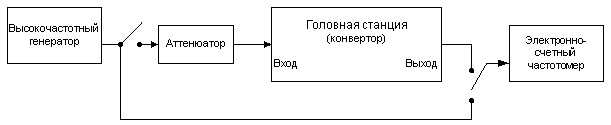 Высокочастотный
генератор
Аттенюатор
Головная станция
(конвертор)
Вход
Выход
Электронно-
счетный
частотомер